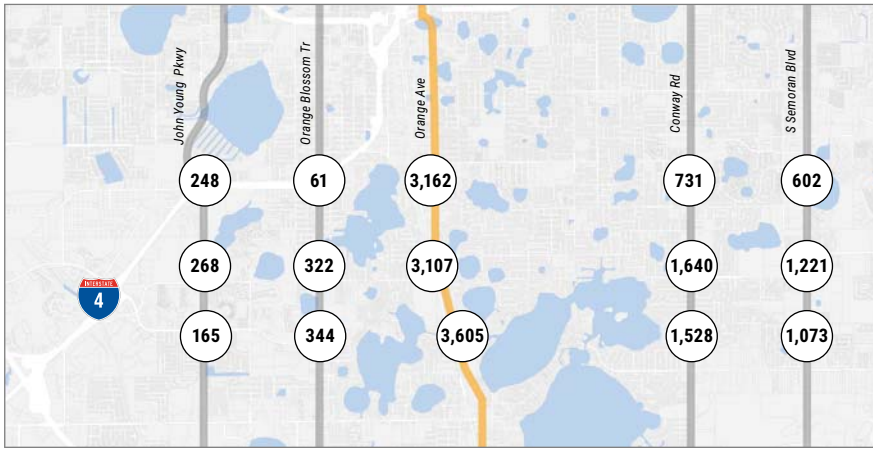 John Young Pkwy
Orange Blossom Tr
Orange Ave
Conway Rd
S Semoran Blvd
248
61
3,162
731
602
268
322
3,107
1,640
1,221
INTERSTATE
4
165
344
3,605
1,528
1,073